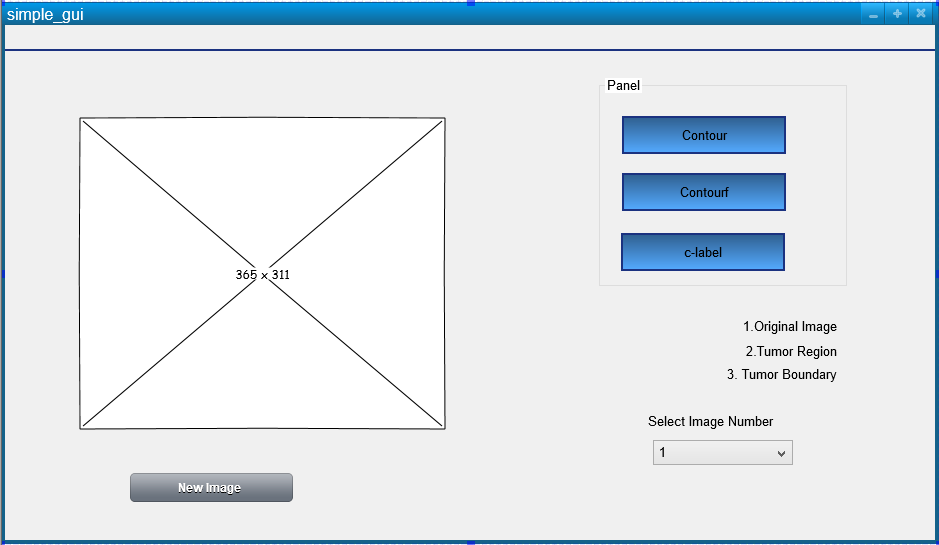 simple_gui
Panel
Contour
Contourf
c-label
365 x 311
1.Original Image
2.Tumor Region
3. Tumor Boundary
Select Image Number
1
New Image